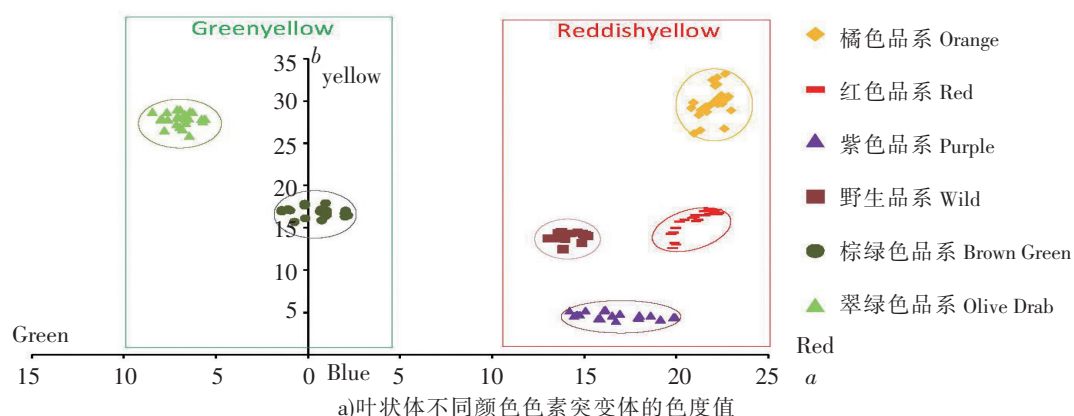 Greenyellow
Reddishyellow
b
yellow
35
30
25
20
15
10
5
Green
Red
15 10 5 0 5 10 15 20 25
Blue
a
橘色品系 Orange
红色品系 Red
紫色品系 Purple
野生品系 Wild
棕绿色品系 Brown Green
翠绿色品系 Olive Drab
a)叶状体不同颜色色素突变体的色度值